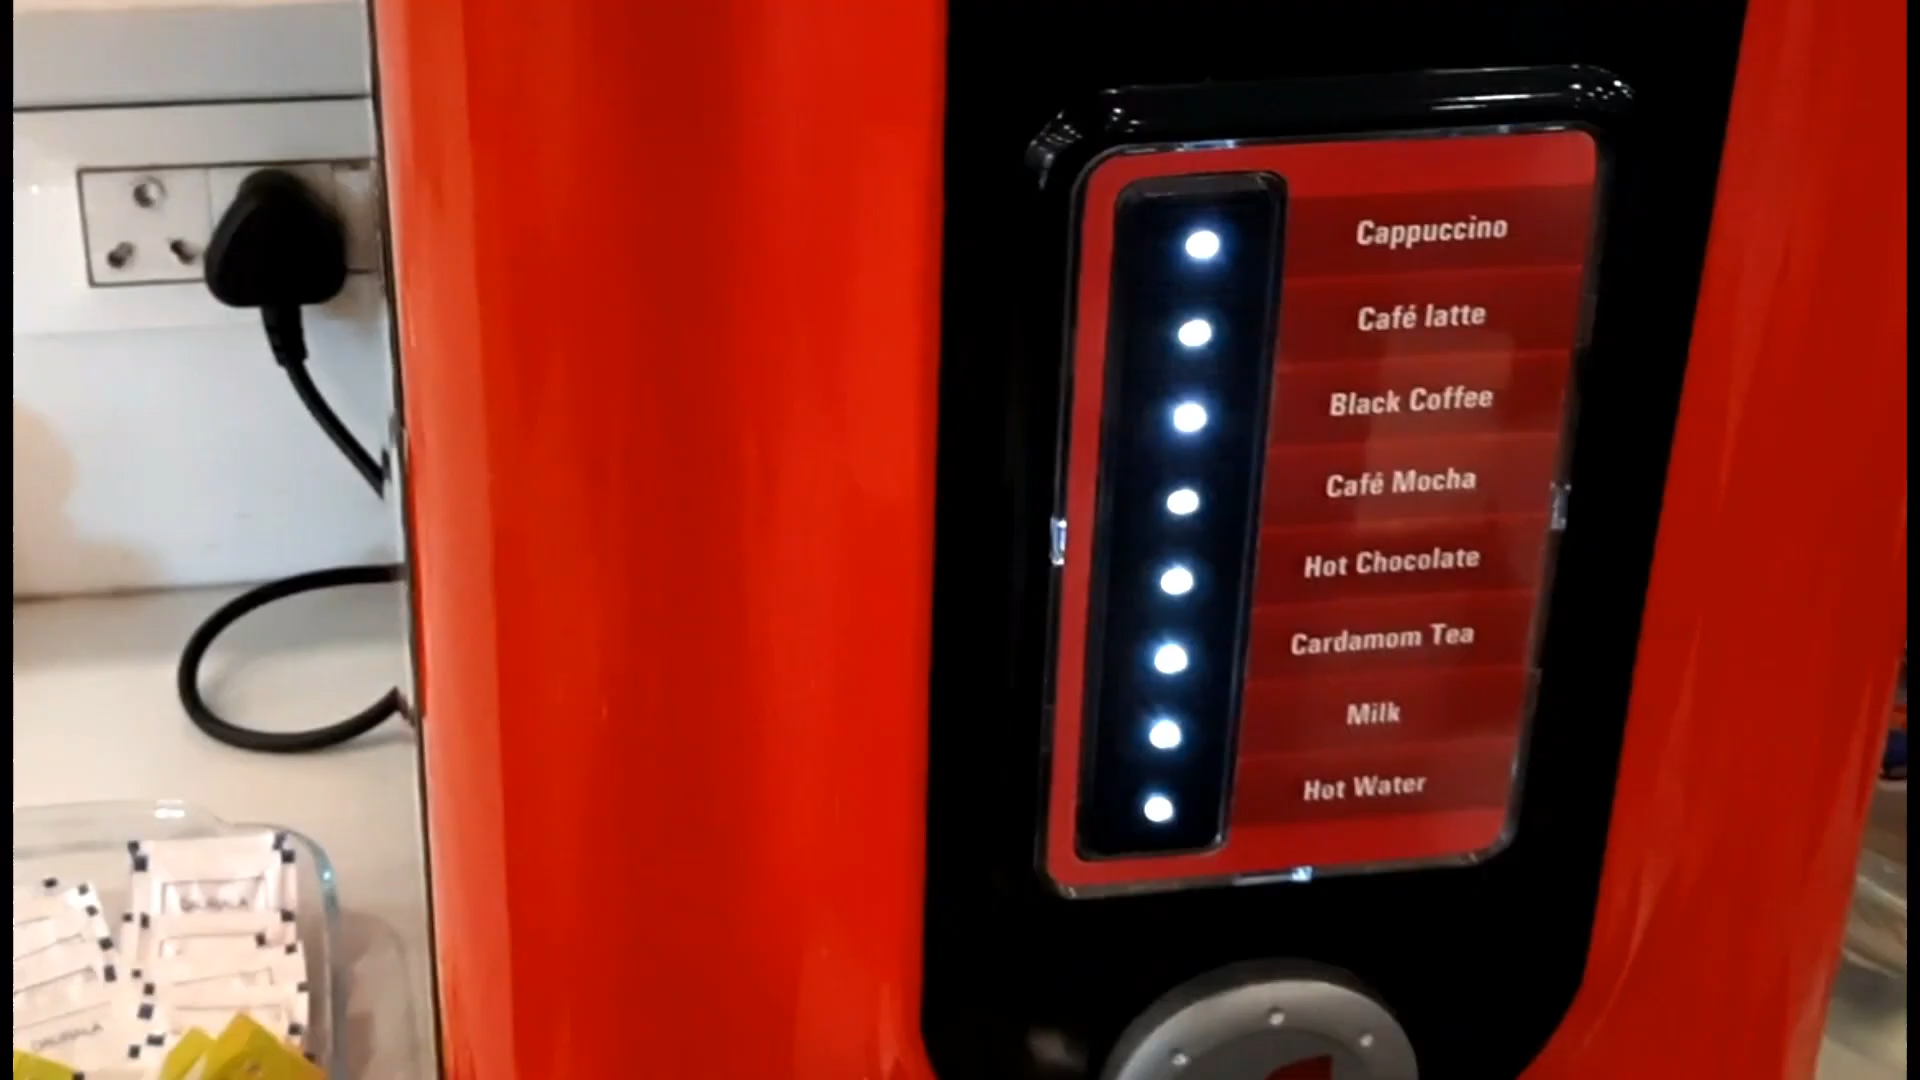 Cappuccino
Café latte
Black Coffee
Café Mocha
Hot Chocolate
Cardamom Tea
Milk
Hot Water